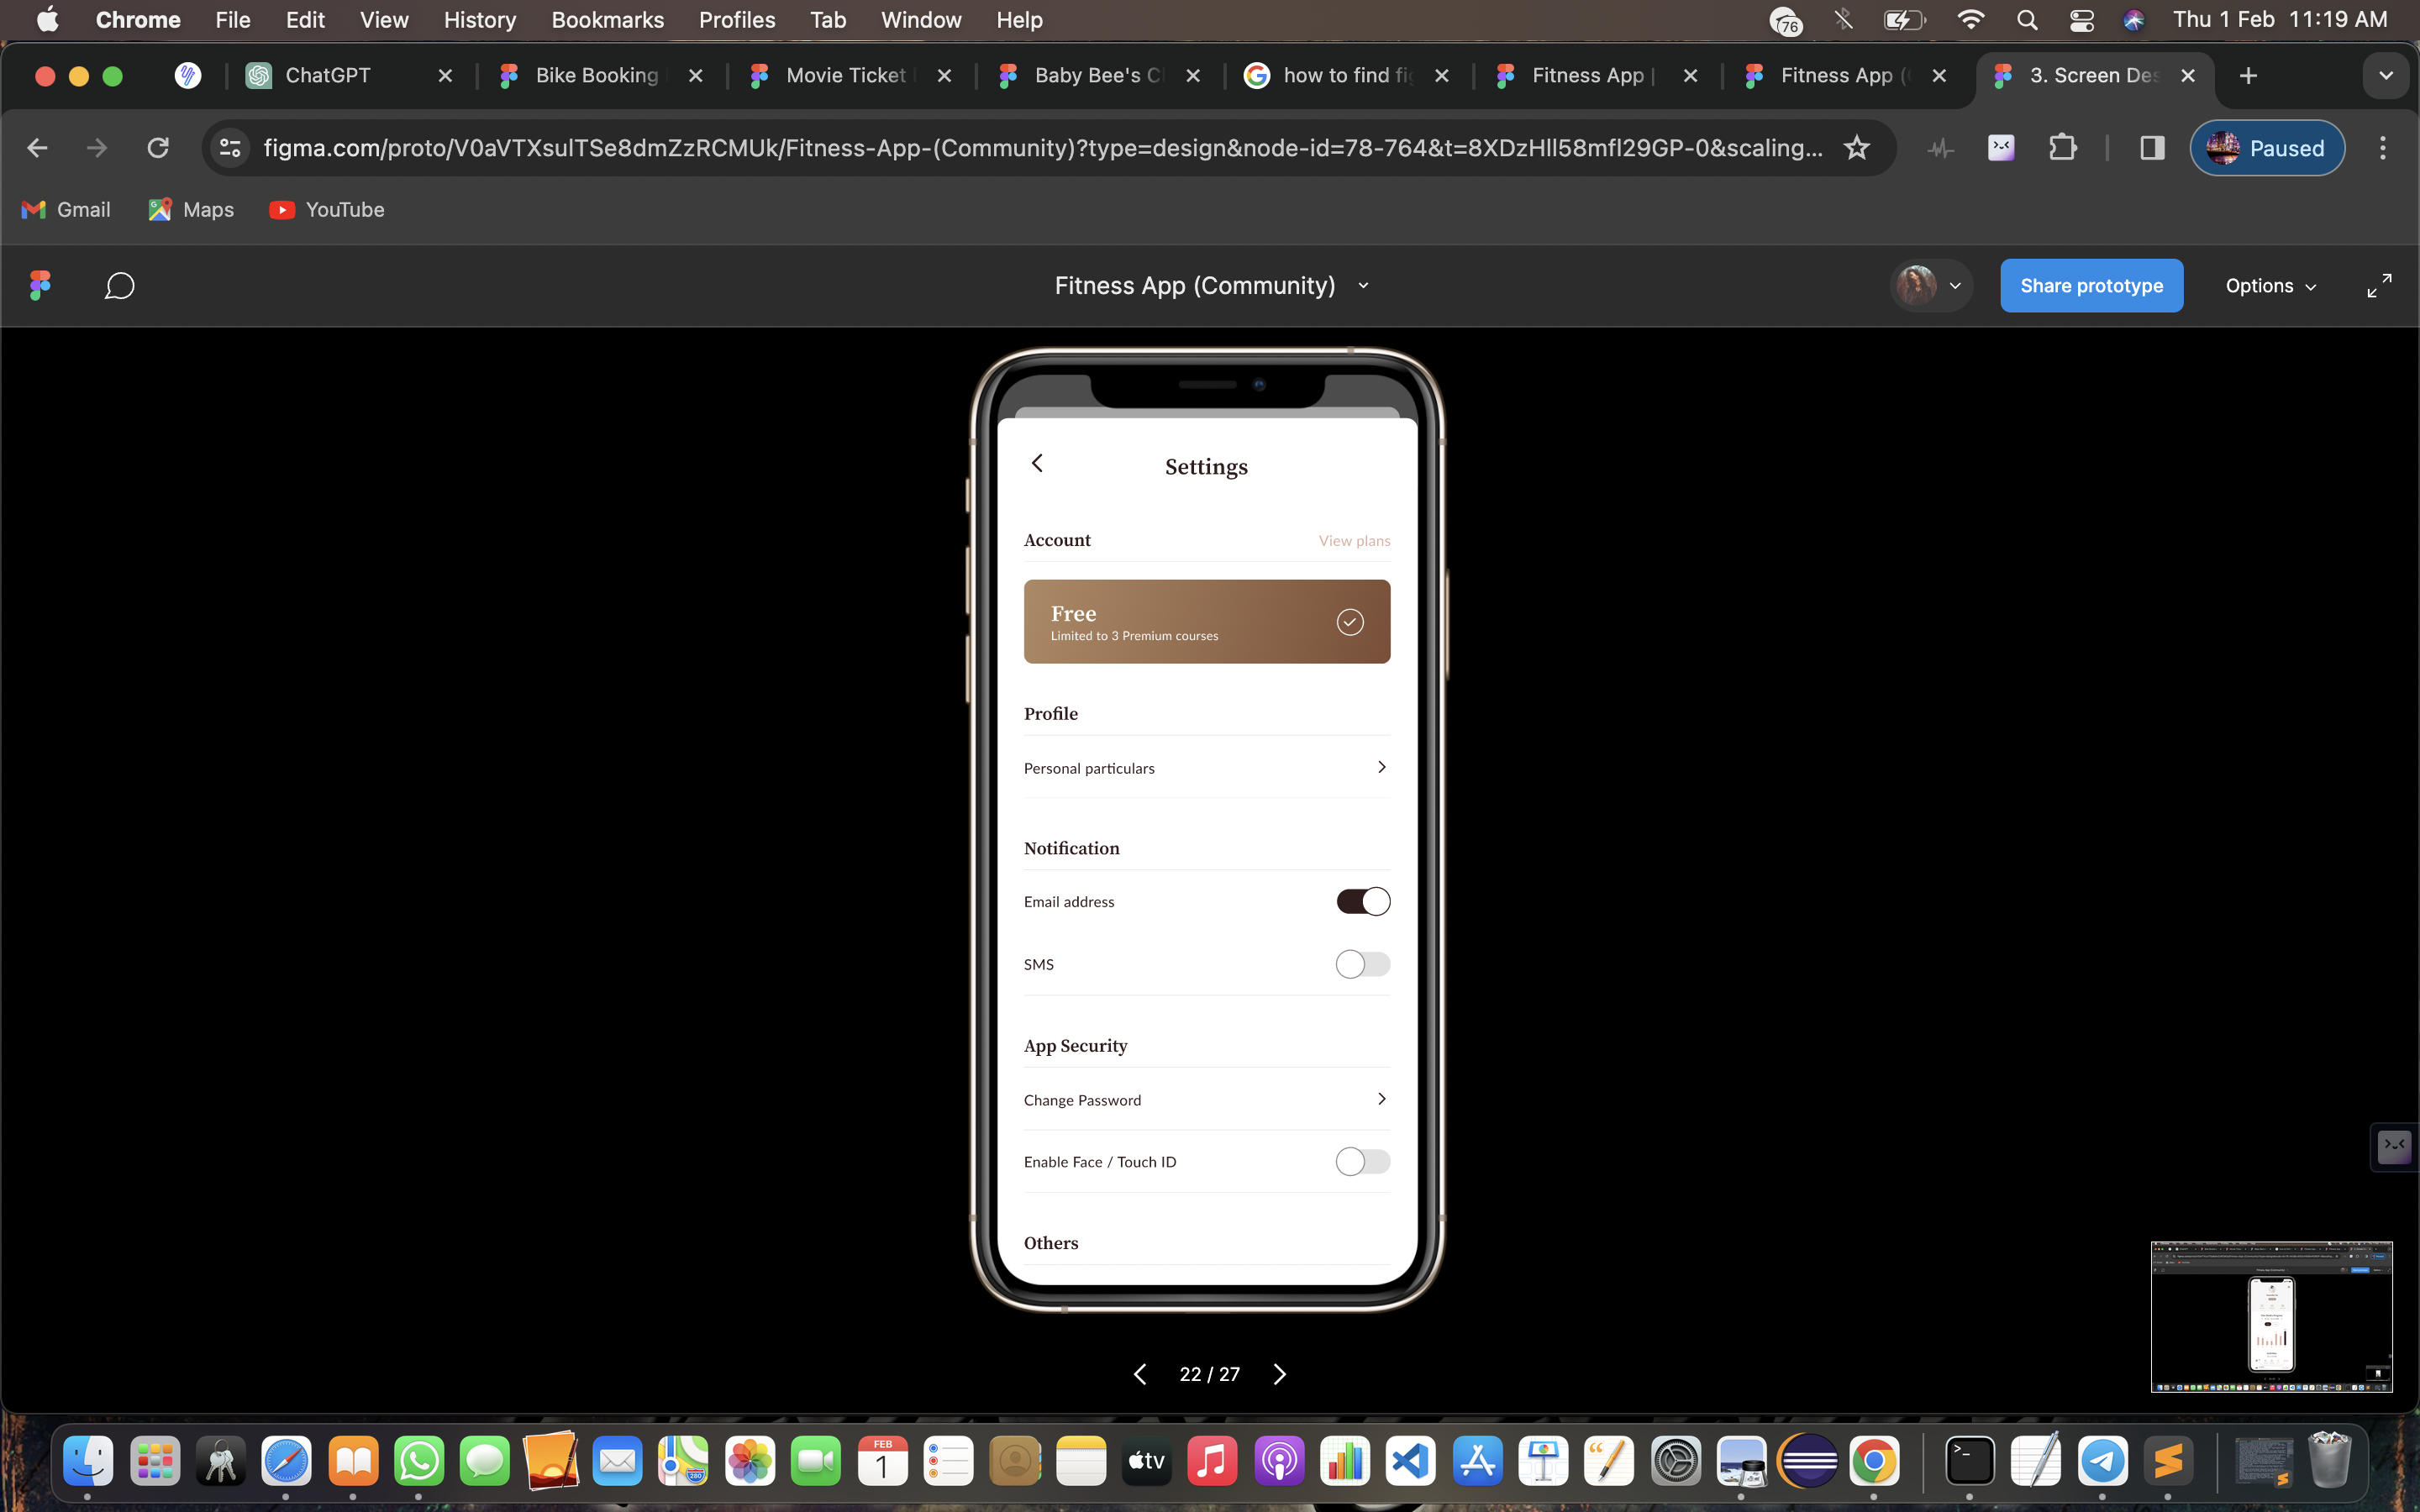 Chrome File Edit View History Bookmarks Profiles Tab Window Help 76 Thu 1 Feb 11:19 AM
ChatGPT Bike Booking Movie Ticket Baby Bee's C how to find fig Fitness App | Fitness App ( 3. Screen Des
figma.com/proto/V0aVTXsulTSe8dmZzRCMUk/Fitness-App-(Community)?type=design&node-id=78-764&t=8XDzHll58mfl29GP-0&scaling... Paused
Gmail Maps YouTube
Fitness App (Community) Share prototype Options
Settings
Account View plans
Free
Limited to 3 Premium courses
Profile
Personal particulars
Notification
Email address
SMS
App Security
Change Password
Enable Face / Touch ID
Others
22 / 27
FEB
1
tv
280